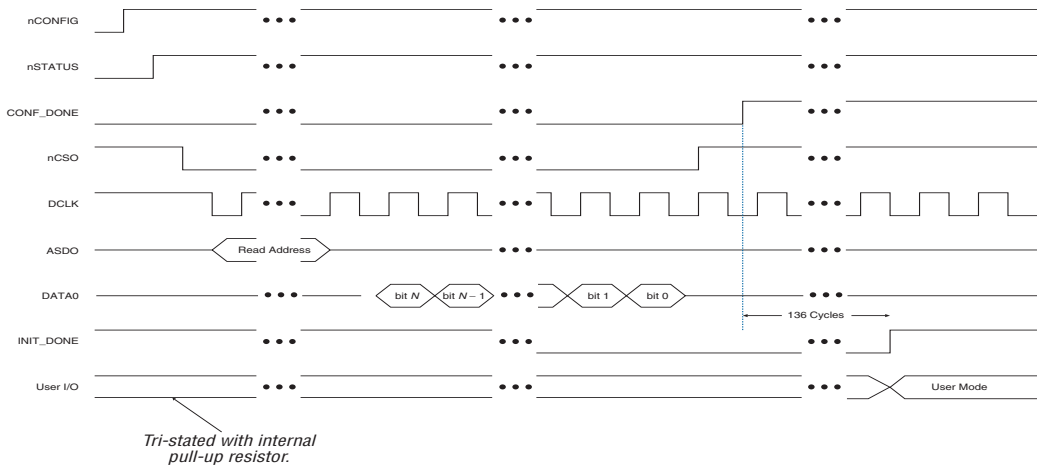 nCONFIG
nSTATUS
CONF_DONE
nCSO
DCLK
ASDO
Read Address
DATA0
bit N
bit N – 1
bit 1
bit 0
136 Cycles
INIT_DONE
User I/O
User Mode
Tri-stated with internal
pull-up resistor.